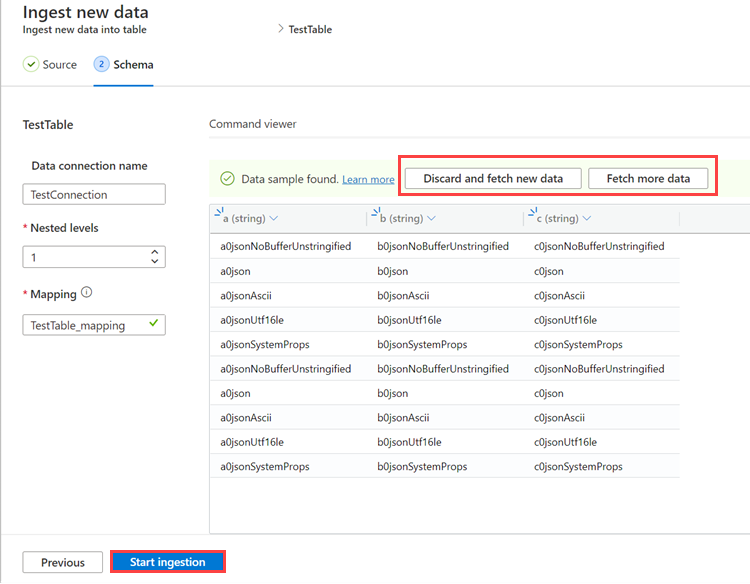 Ingest new data
Ingest new data into table
TestTable
Source
2
Schema
TestTable
Data connection name
TestConnection
* Nested levels
1
* Mapping
TestTable_mapping
Command viewer
Data sample found. Learn more
Discard and fetch new data
Fetch more data
a (string) b (string) c (string)
a0jsonNoBufferUnstringified b0jsonNoBufferUnstringified c0jsonNoBufferUnstringified
a0json b0json c0json
a0jsonAscii b0jsonAscii c0jsonAscii
a0jsonUtf16le b0jsonUtf16le c0jsonUtf16le
a0jsonSystemProps b0jsonSystemProps c0jsonSystemProps
a0jsonNoBufferUnstringified b0jsonNoBufferUnstringified c0jsonNoBufferUnstringified
a0json b0json c0json
a0jsonAscii b0jsonAscii c0jsonAscii
a0jsonUtf16le b0jsonUtf16le c0jsonUtf16le
a0jsonSystemProps b0jsonSystemProps c0jsonSystemProps
Previous
Start ingestion